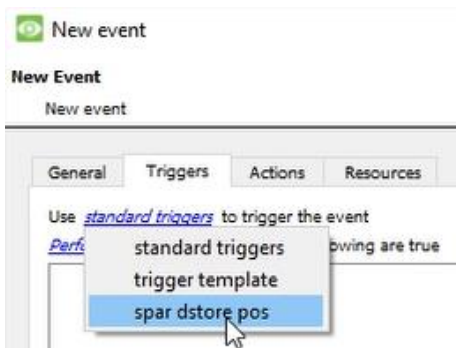 New event
New Event
New event
General Triggers Actions Resources
Use standard triggers to trigger the event
Perfo owing are true
standard triggers
trigger template
spar dstore pos